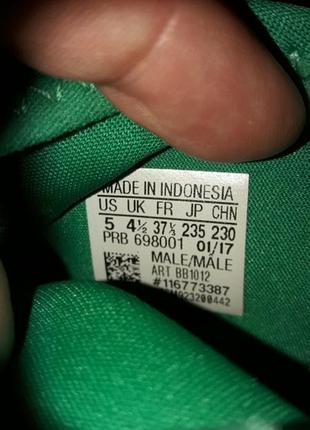 MADE IN INDONESIA
US UK FR JP CHN
5 4½ 37⅓ 235 230
PRB 698001 01/17
MALE/MÂLE
ART BB1012
#116773387